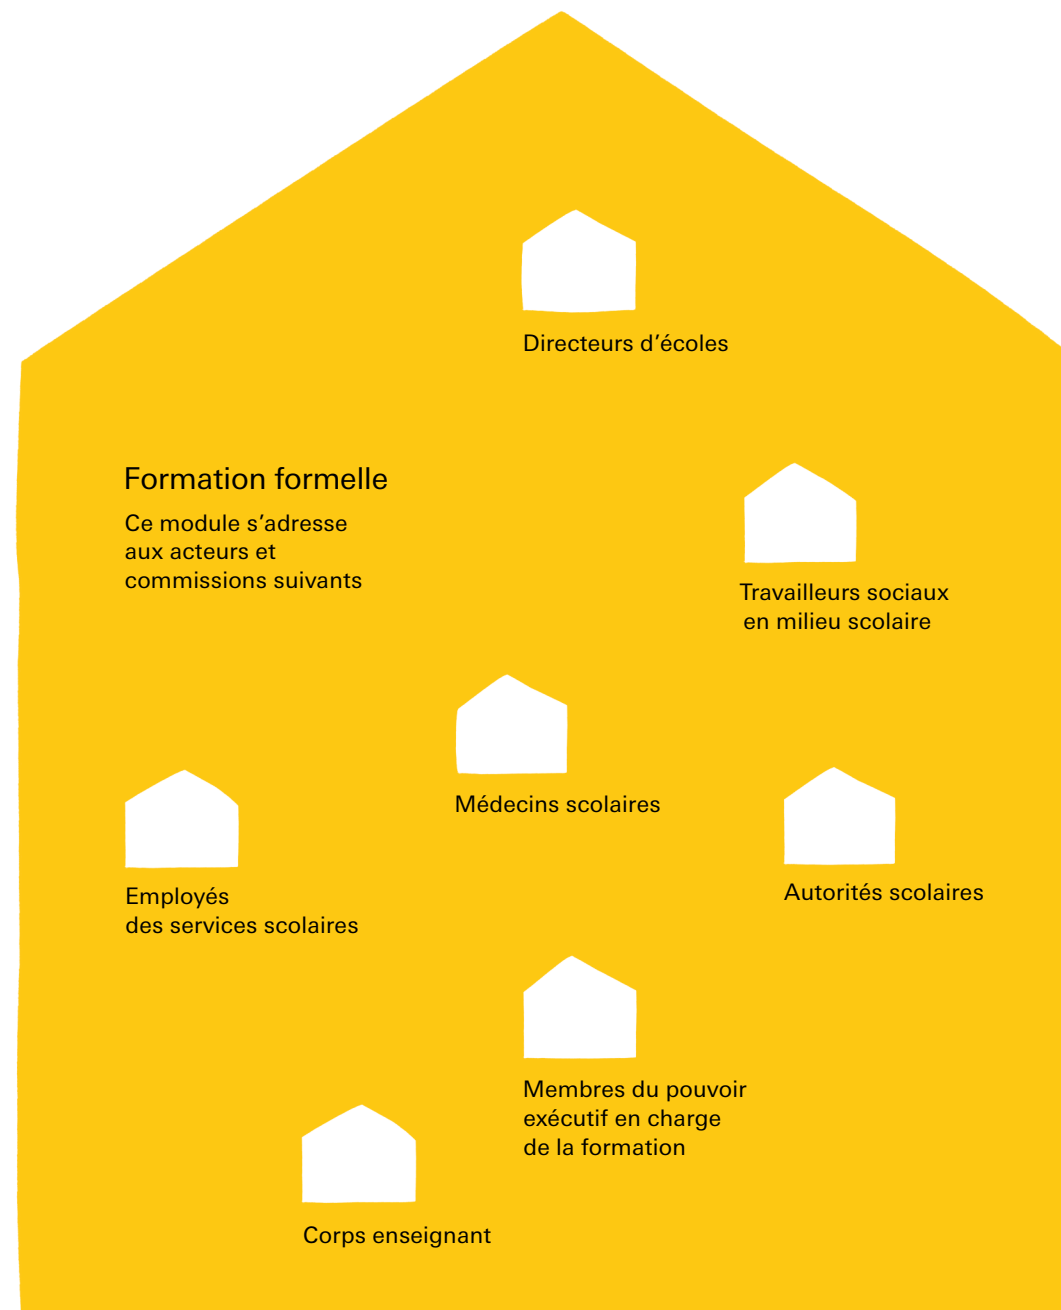 Directeurs d’écoles
Formation formelle
Ce module s’adresse
aux acteurs et
commissions suivants
Travailleurs sociaux
en milieu scolaire
Médecins scolaires
Employés
des services scolaires
Autorités scolaires
Membres du pouvoir
exécutif en charge
de la formation
Corps enseignant